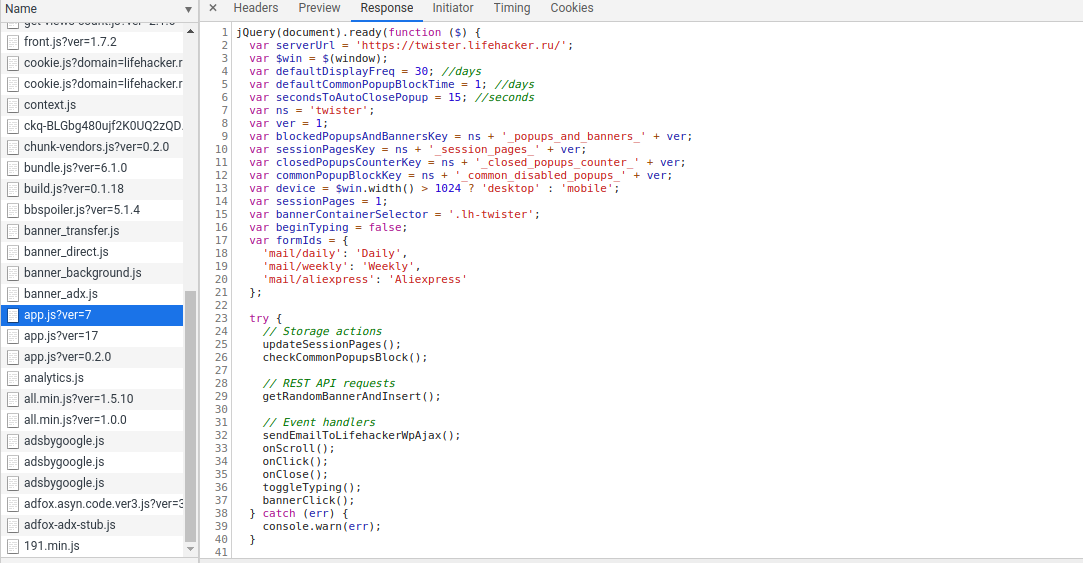 Name
Headers Preview Response Initiator Timing Cookies
get-views-count.js?ver=2.1.0
front.js?ver=1.7.2
cookie.js?domain=lifehacker.r
cookie.js?domain=lifehacker.r
context.js
ckq-BLGbg480ujf2K0UQ2zQD
chunk-vendors.js?ver=0.2.0
bundle.js?ver=6.1.0
build.js?ver=0.1.18
bbspoiler.js?ver=5.1.4
banner_transfer.js
banner_direct.js
banner_background.js
banner_adx.js
app.js?ver=7
app.js?ver=17
app.js?ver=0.2.0
analytics.js
all.min.js?ver=1.5.10
all.min.js?ver=1.0.0
adsbygoogle.js
adsbygoogle.js
adsbygoogle.js
adfox.asyn.code.ver3.js?ver=3
adfox-adx-stub.js
191.min.js
1 jQuery(document).ready(function ($) {
2 var serverUrl = 'https://twister.lifehacker.ru/';
3 var $win = $(window);
4 var defaultDisplayFreq = 30; //days
5 var defaultCommonPopupBlockTime = 1; //days
6 var secondsToAutoClosePopup = 15; //seconds
7 var ns = 'twister';
8 var ver = 1;
9 var blockedPopupsAndBannersKey = ns + '_popups_and_banners_' + ver;
10 var sessionPagesKey = ns + '_session_pages_' + ver;
11 var closedPopupsCounterKey = ns + '_closed_popups_counter_' + ver;
12 var commonPopupBlockKey = ns + '_common_disabled_popups_' + ver;
13 var device = $win.width() > 1024 ? 'desktop' : 'mobile';
14 var sessionPages = 1;
15 var bannerContainerSelector = '.lh-twister';
16 var beginTyping = false;
17 var formIds = {
18 'mail/daily': 'Daily',
19 'mail/weekly': 'Weekly',
20 'mail/aliexpress': 'Aliexpress'
21 };
22
23 try {
24 // Storage actions
25 updateSessionPages();
26 checkCommonPopupsBlock();
27
28 // REST API requests
29 getRandomBannerAndInsert();
30
31 // Event handlers
32 sendEmailToLifehackerWpAjax();
33 onScroll();
34 onClick();
35 onClose();
36 toggleTyping();
37 bannerClick();
38 } catch (err) {
39 console.warn(err);
40 }
41